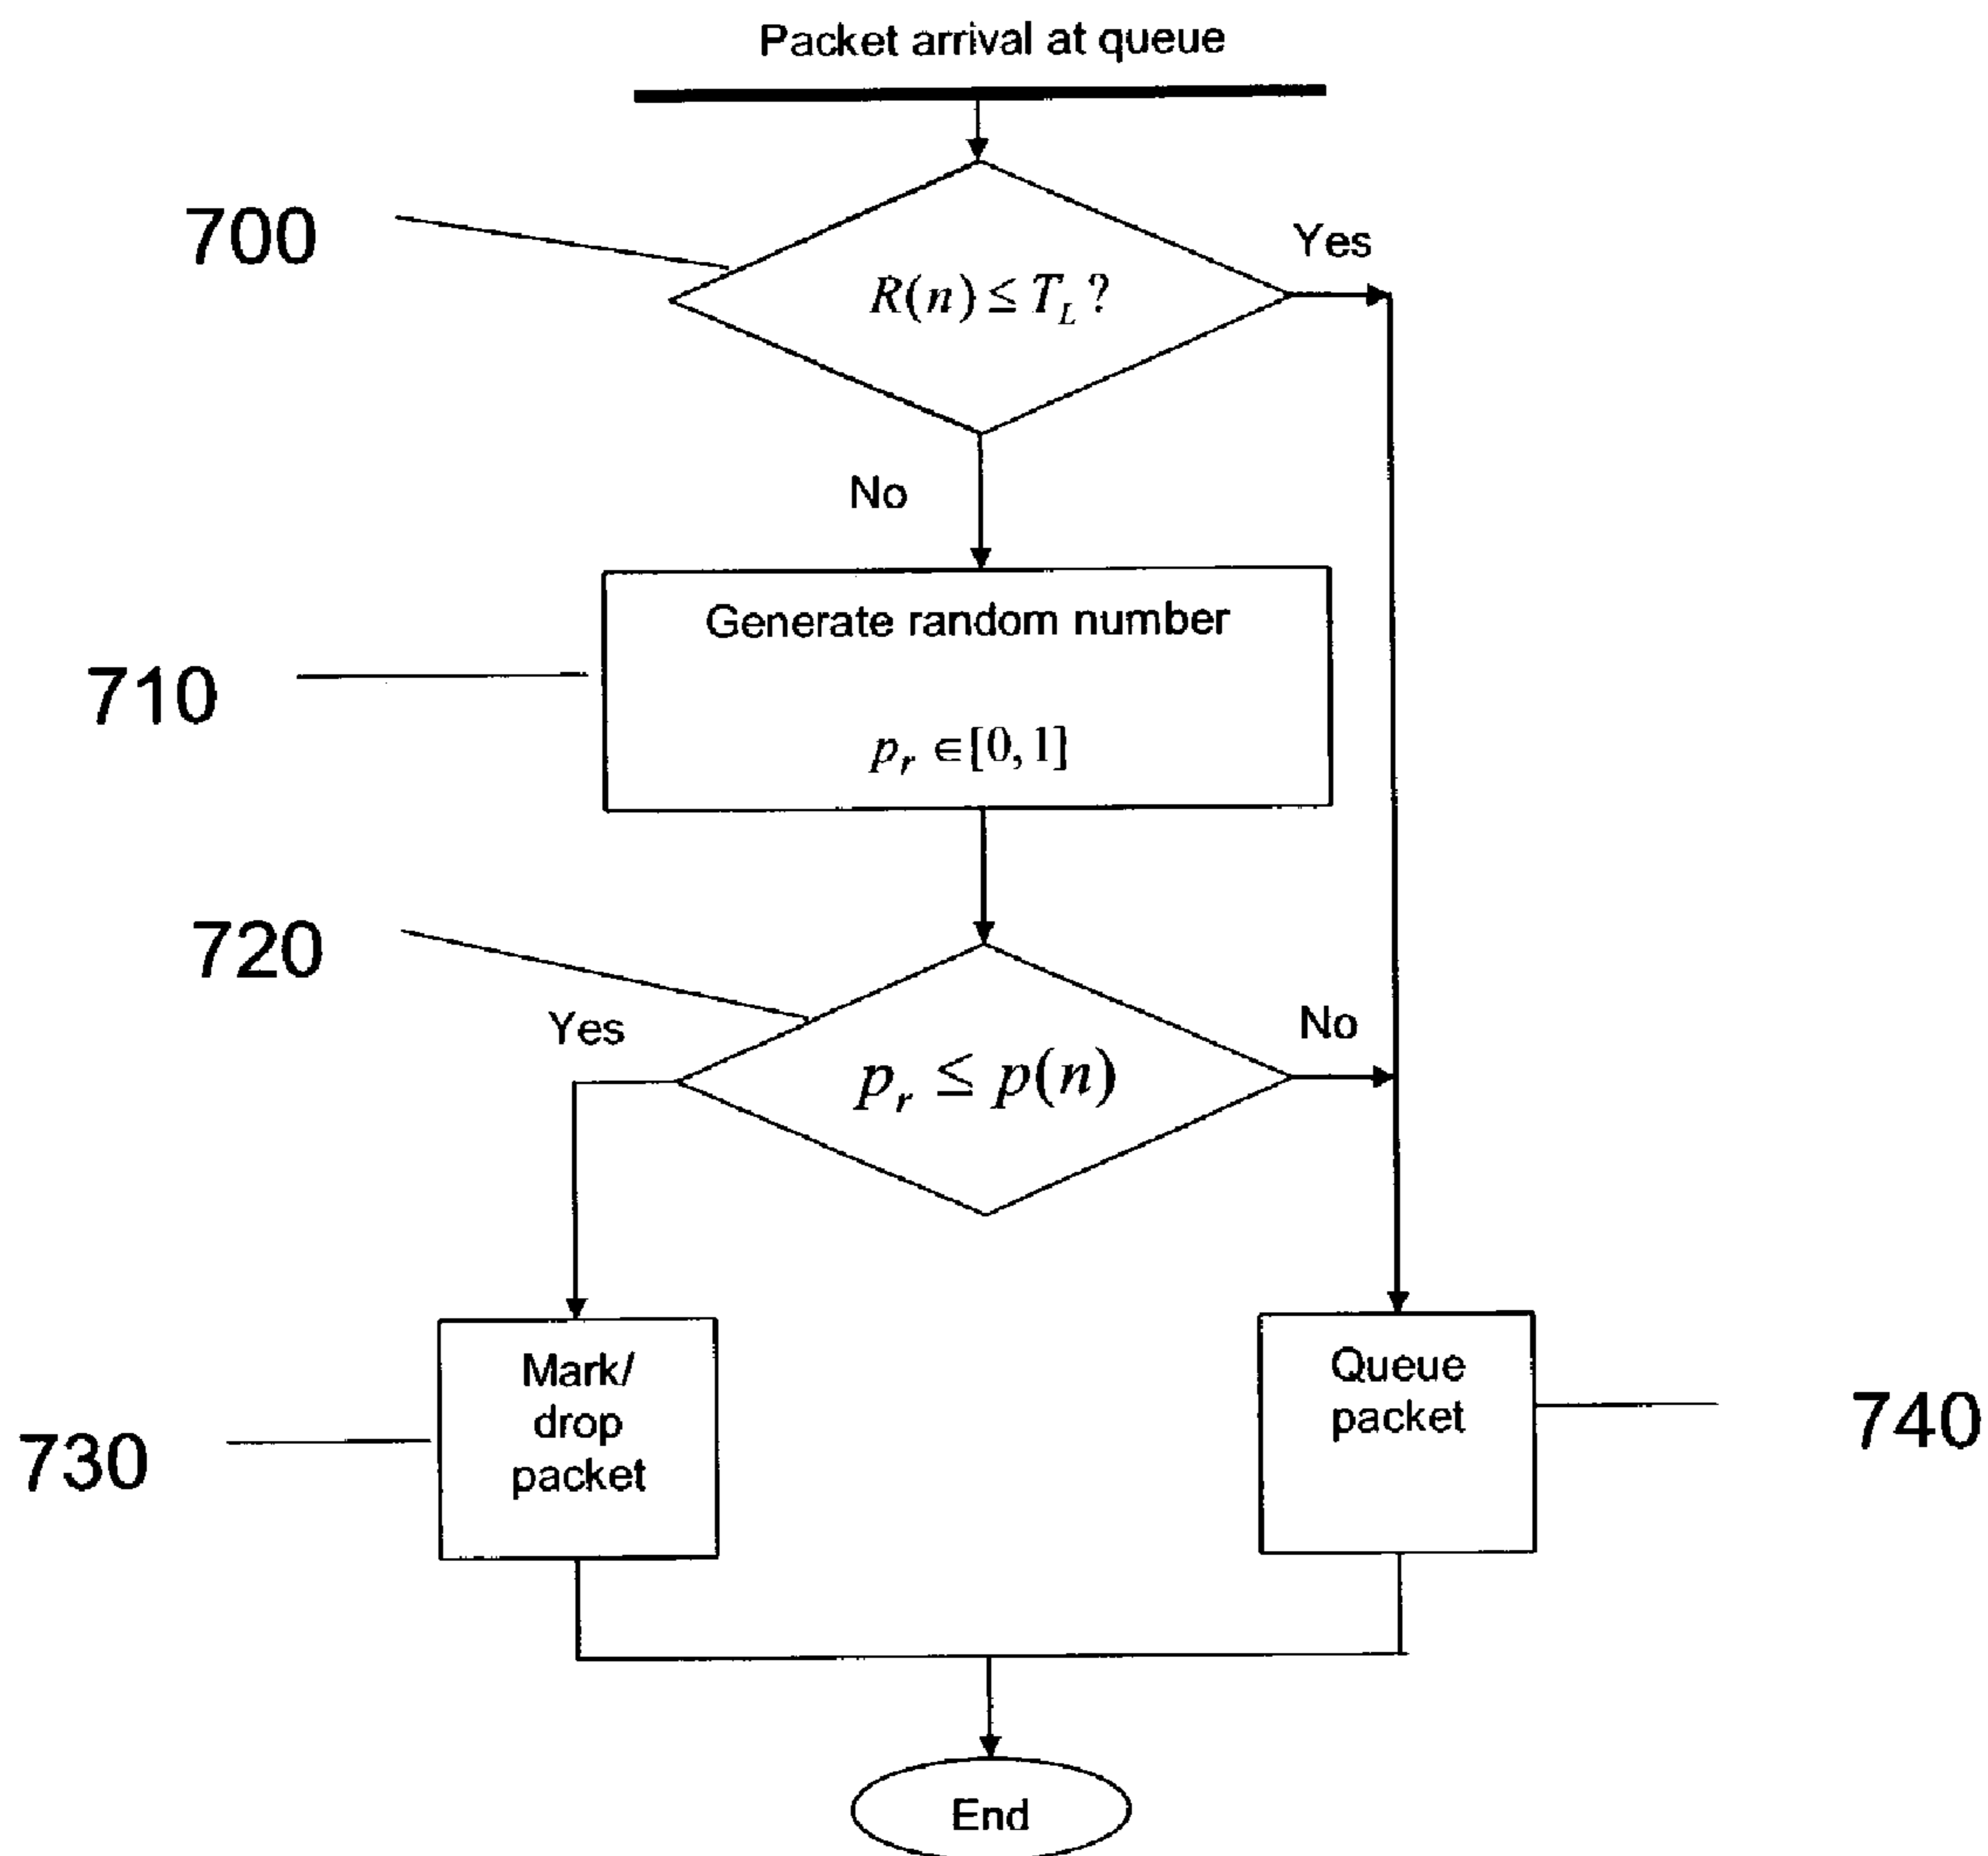 Packet arrival at queue
700
Yes
R(n) ≤ T_L ?
No
Generate random number
710
p_r ∈ [0, 1]
720
Yes
No
p_r ≤ p(n)
Mark/
drop
packet
730
Queue
packet
740
End